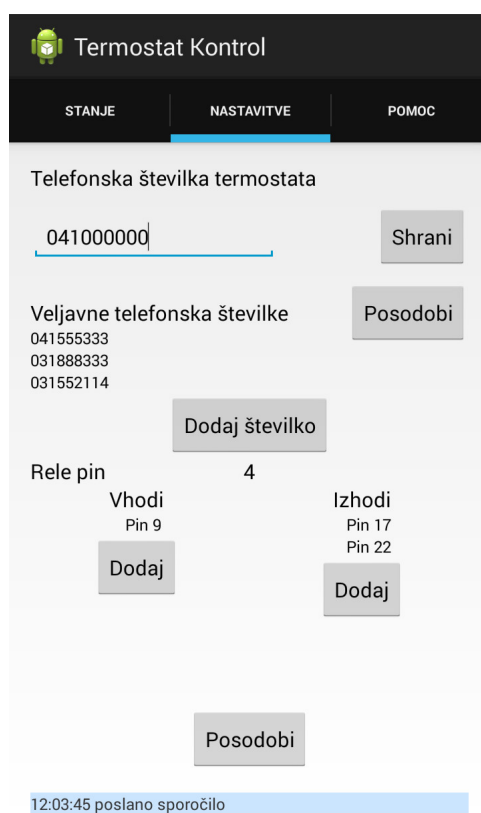 Termostat Kontrol
STANJE NASTAVITVE POMOC
Telefonska številka termostata
041000000 Shrani
Veljavne telefonska številke Posodobi
041555333
031888333
031552114
Dodaj številko
Rele pin 4
Vhodi Izhodi
Pin 9 Pin 17
Pin 22
Dodaj Dodaj
Posodobi
12:03:45 poslano sporočilo